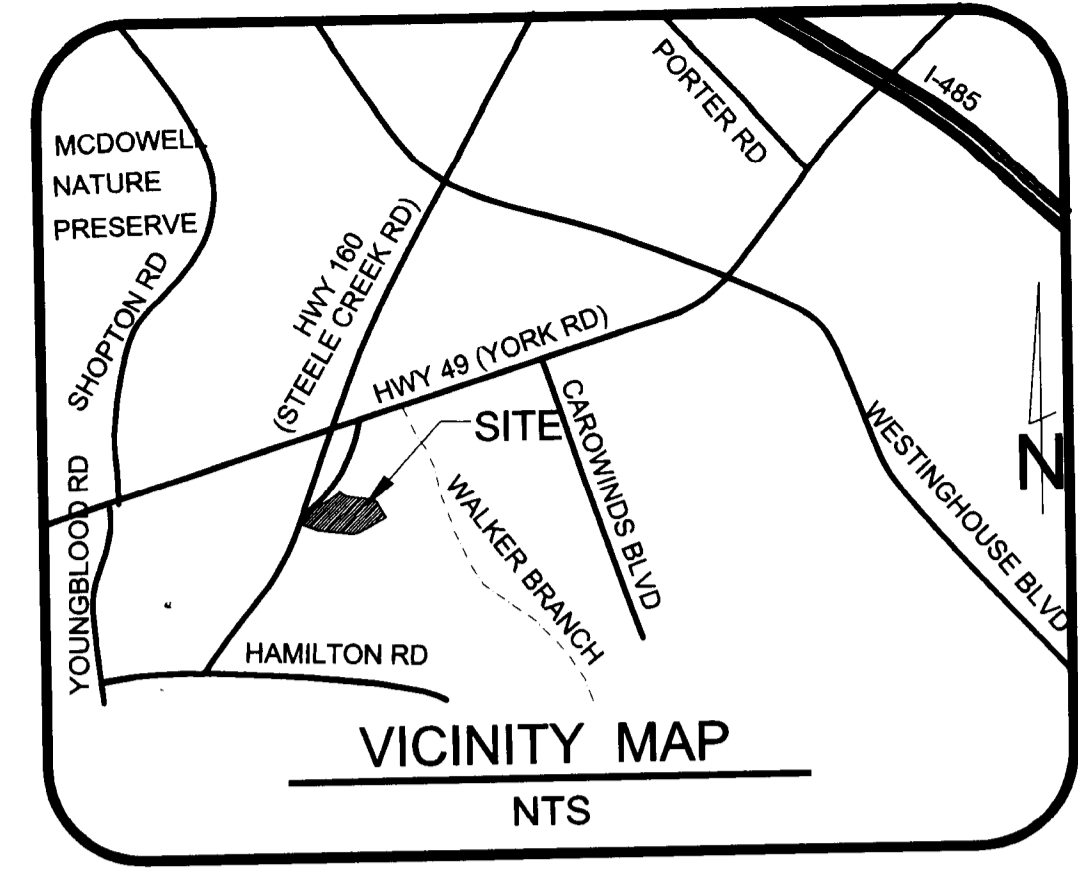 MCDOWELL
NATURE
PRESERVE
SHOPTON RD
HWY 160
(STEELE CREEK RD)
PORTER RD
I-485
HWY 49 (YORK RD)
SITE
CAROWINDS BLVD
WALKER BRANCH
WESTINGHOUSE BLVD
N
YOUNGBLOOD RD
HAMILTON RD
VICINITY MAP
NTS